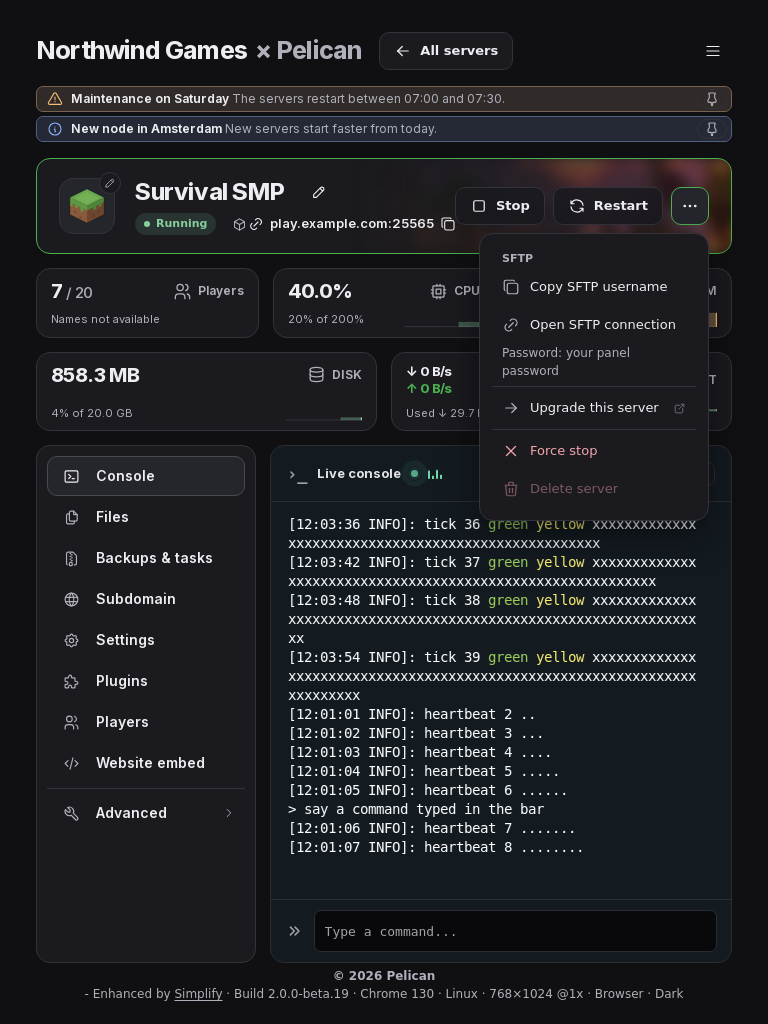 Northwind Games × Pelican
All servers
Maintenance on Saturday The servers restart between 07:00 and 07:30.
New node in Amsterdam New servers start faster from today.
Survival SMP
Running
play.example.com:25565
Stop
Restart
SFTP
Copy SFTP username
Open SFTP connection
Password: your panel
password
Upgrade this server
Force stop
Delete server
7 / 20
Players
Names not available
40.0%
CPU
20% of 200%
858.3 MB
DISK
4% of 20.0 GB
↓ 0 B/s
↑ 0 B/s
Used ↓ 29.7
Console
Files
Backups & tasks
Subdomain
Settings
Plugins
Players
Website embed
Advanced
>_ Live console
[12:03:36 INFO]: tick 36 green yellow xxxxxxxxxxxxx
xxxxxxxxxxxxxxxxxxxxxxxxxxxxxxxxxxxxxxx
[12:03:42 INFO]: tick 37 green yellow xxxxxxxxxxxxx
xxxxxxxxxxxxxxxxxxxxxxxxxxxxxxxxxxxxxxxxxxxxxx
[12:03:48 INFO]: tick 38 green yellow xxxxxxxxxxxxx
xxxxxxxxxxxxxxxxxxxxxxxxxxxxxxxxxxxxxxxxxxxxxxxxxxx
xx
[12:03:54 INFO]: tick 39 green yellow xxxxxxxxxxxxx
xxxxxxxxxxxxxxxxxxxxxxxxxxxxxxxxxxxxxxxxxxxxxxxxxxx
xxxxxxxxx
[12:01:01 INFO]: heartbeat 2 ..
[12:01:02 INFO]: heartbeat 3 ...
[12:01:03 INFO]: heartbeat 4 ....
[12:01:04 INFO]: heartbeat 5 .....
[12:01:05 INFO]: heartbeat 6 ......
> say a command typed in the bar
[12:01:06 INFO]: heartbeat 7 .......
[12:01:07 INFO]: heartbeat 8 ........
Type a command...
© 2026 Pelican
- Enhanced by Simplify · Build 2.0.0-beta.19 · Chrome 130 · Linux · 768×1024 @1x · Browser · Dark